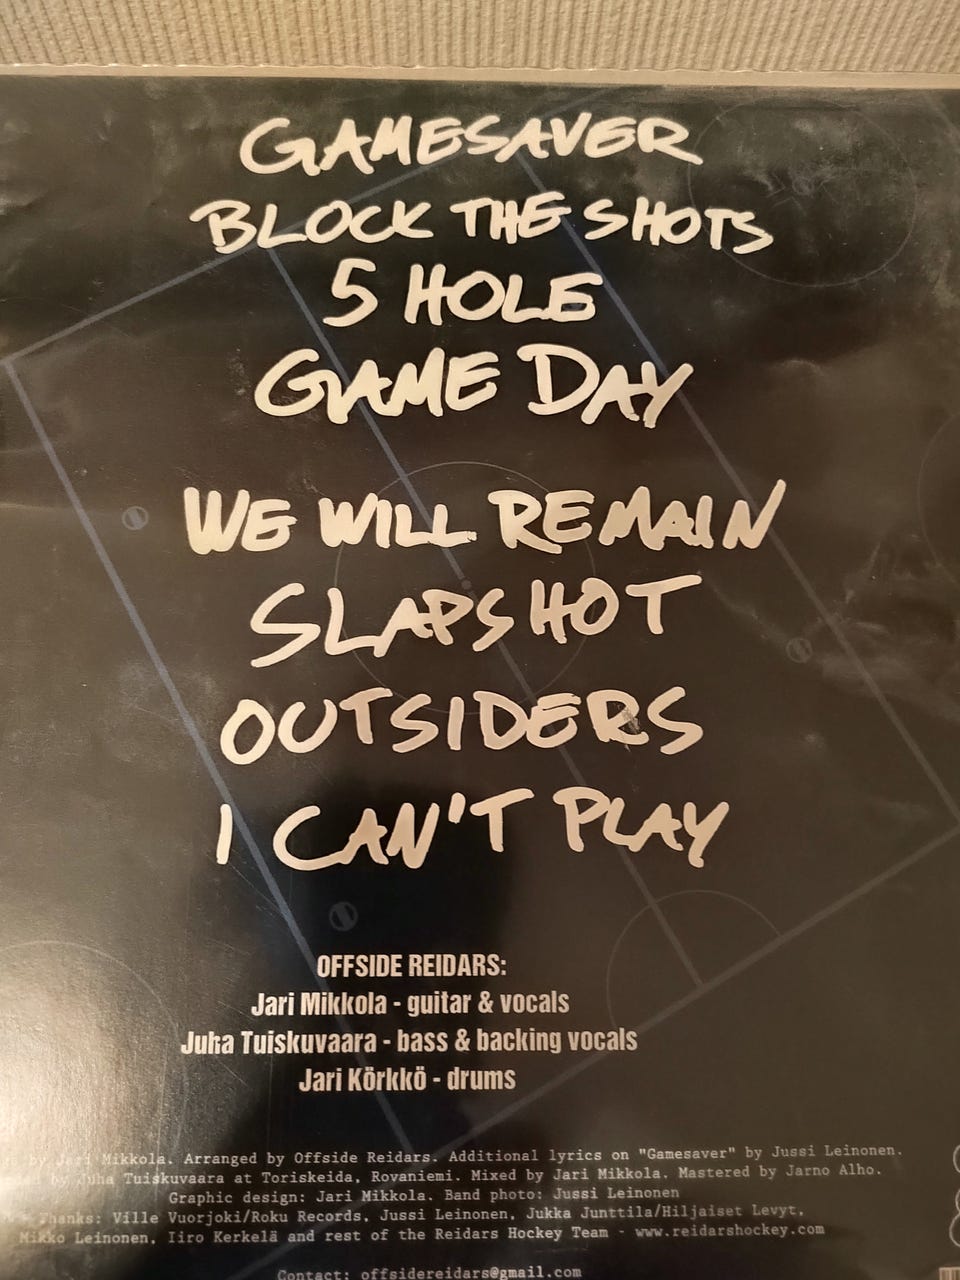 GAMESAVER
BLOCK THE SHOTS
5 HOLE
GAME DAY
WE WILL REMAIN
SLAPSHOT
OUTSIDERS
I CAN'T PLAY
OFFSIDE REIDARS:
Jari Mikkola - guitar & vocals
Juha Tuiskuvaara - bass & backing vocals
Jari Körkkö - drums
by Jari Mikkola. Arranged by Offside Reidars. Additional lyrics on "Gamesaver" by Jussi Leinonen.
by Juha Tuiskuvaara at Toriskeida, Rovaniemi. Mixed by Jari Mikkola. Mastered by Jarno Alho.
Graphic design: Jari Mikkola. Band photo: Jussi Leinonen
Thanks: Ville Vuorjoki/Roku Records, Jussi Leinonen, Jukka Junttila/Hiljaiset Levyt,
Mikko Leinonen, Iiro Kerkelä and rest of the Reidars Hockey Team - www.reidarshockey.com
Contact: offsidereidars@gmail.com